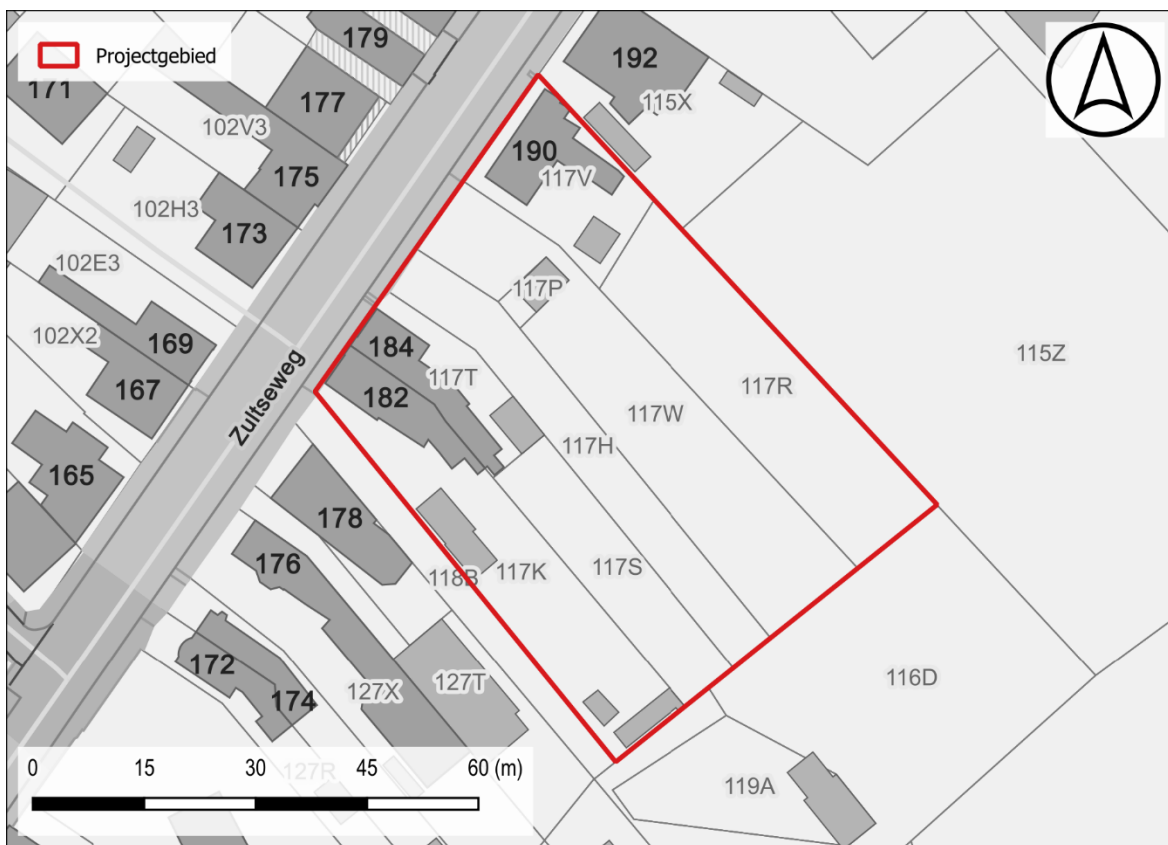 Projectgebied
179
192
171
177
115X
102V3
190
175
117V
102H3
173
102E3
117P
169
184
102X2
115Z
117T
167
182
117R
Zultseweg
117W
117H
165
178
176
118B
117K
117S
172
174
127X
127T
116D
127R
119A
0 15 30 45 60 (m)